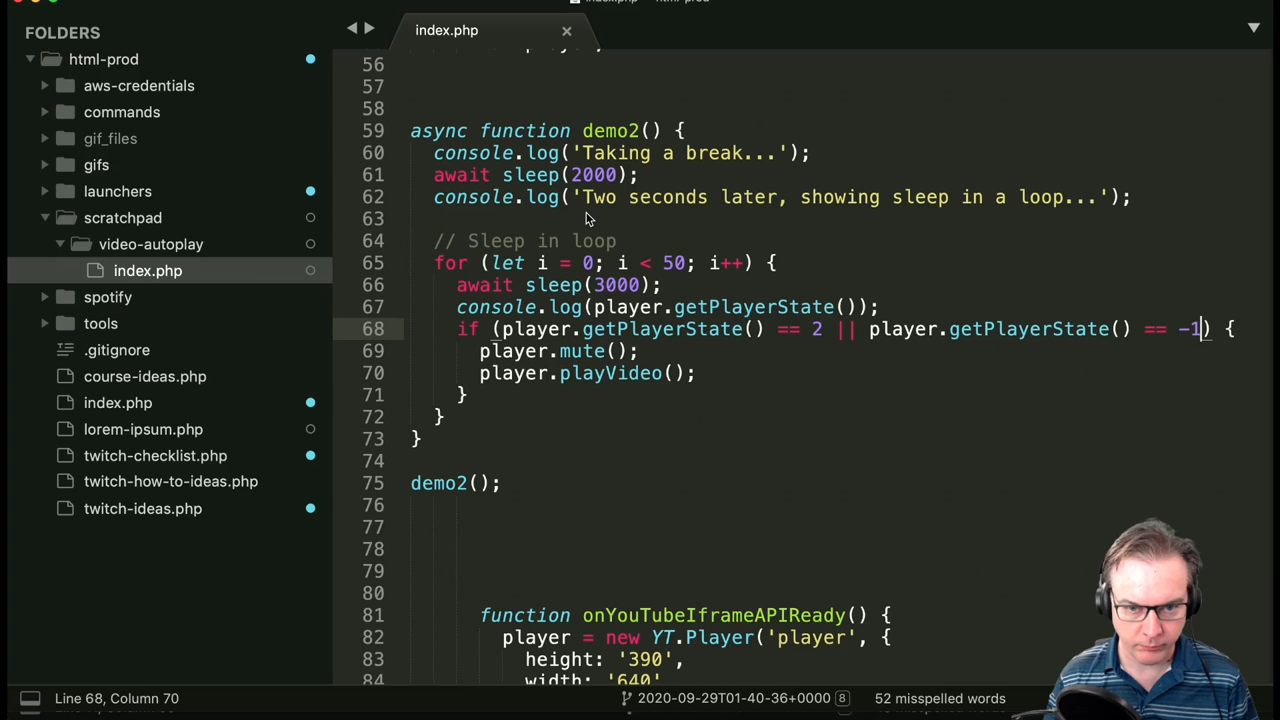 index.php — html-prod
FOLDERS
index.php
html-prod
aws-credentials
commands
gif_files
gifs
launchers
scratchpad
video-autoplay
index.php
spotify
tools
.gitignore
course-ideas.php
index.php
lorem-ipsum.php
twitch-checklist.php
twitch-how-to-ideas.php
twitch-ideas.php
56
57
58
59 async function demo2() {
60 console.log('Taking a break...');
61 await sleep(2000);
62 console.log('Two seconds later, showing sleep in a loop...');
63
64 // Sleep in loop
65 for (let i = 0; i < 50; i++) {
66 await sleep(3000);
67 console.log(player.getPlayerState());
68 if (player.getPlayerState() == 2 || player.getPlayerState() == -1) {
69 player.mute();
70 player.playVideo();
71 }
72 }
73 }
74
75 demo2();
76
77
78
79
80
81 function onYouTubeIframeAPIReady() {
82 player = new YT.Player('player', {
83 height: '390',
84 width: '640'
Line 68, Column 70
2020-09-29T01-40-36+0000 8
52 misspelled words